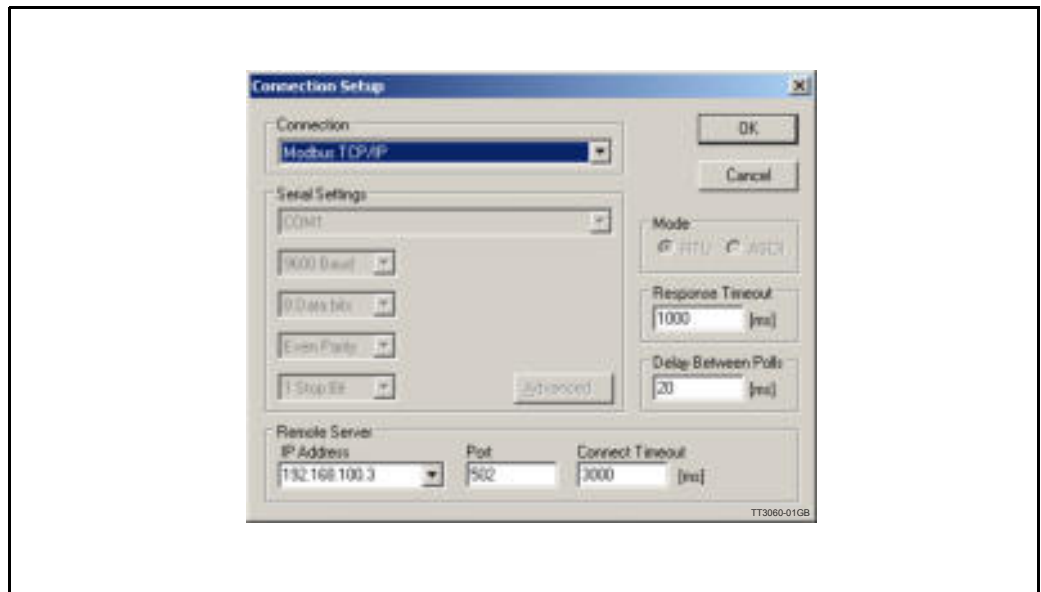 Connection Setup
Connection
Modbus TCP/IP
OK
Cancel
Serial Settings
COM1
9600 Baud
8 Data bits
Even Parity
1 Stop Bit
Advanced...
Mode
RTU ASCII
Response Timeout
1000 [ms]
Delay Between Polls
20 [ms]
Remote Server
IP Address Port Connect Timeout
192.168.100.3 502 3000 [ms]
TT3060-01GB